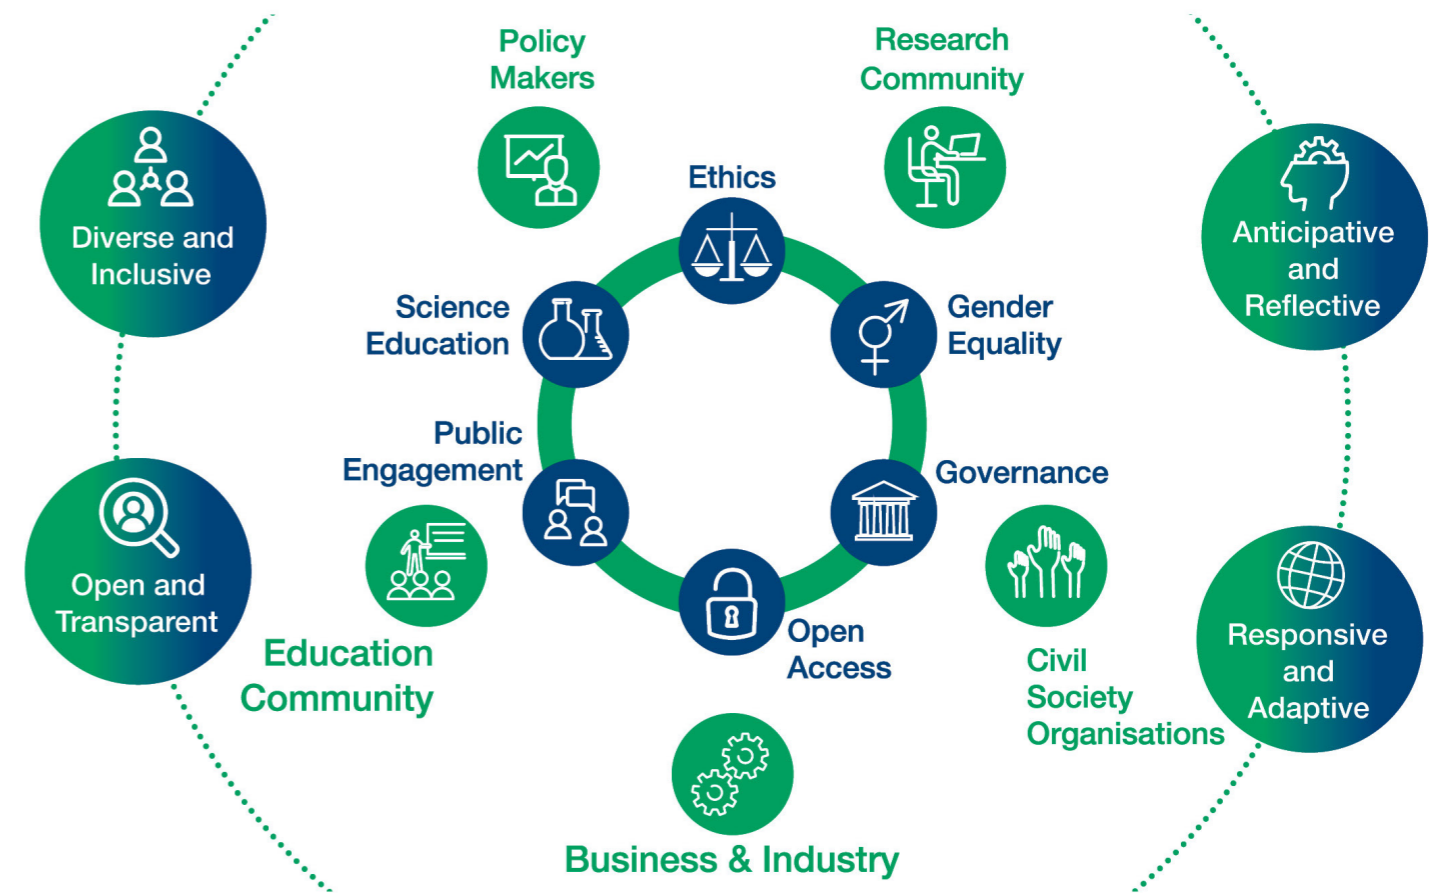 Policy
Makers
Research
Community
Diverse and
Inclusive
Ethics
Anticipative
and
Reflective
Science
Education
Gender
Equality
Public
Engagement
Governance
Open and
Transparent
Education
Community
Open
Access
Civil
Society
Organisations
Responsive
and
Adaptive
Business & Industry